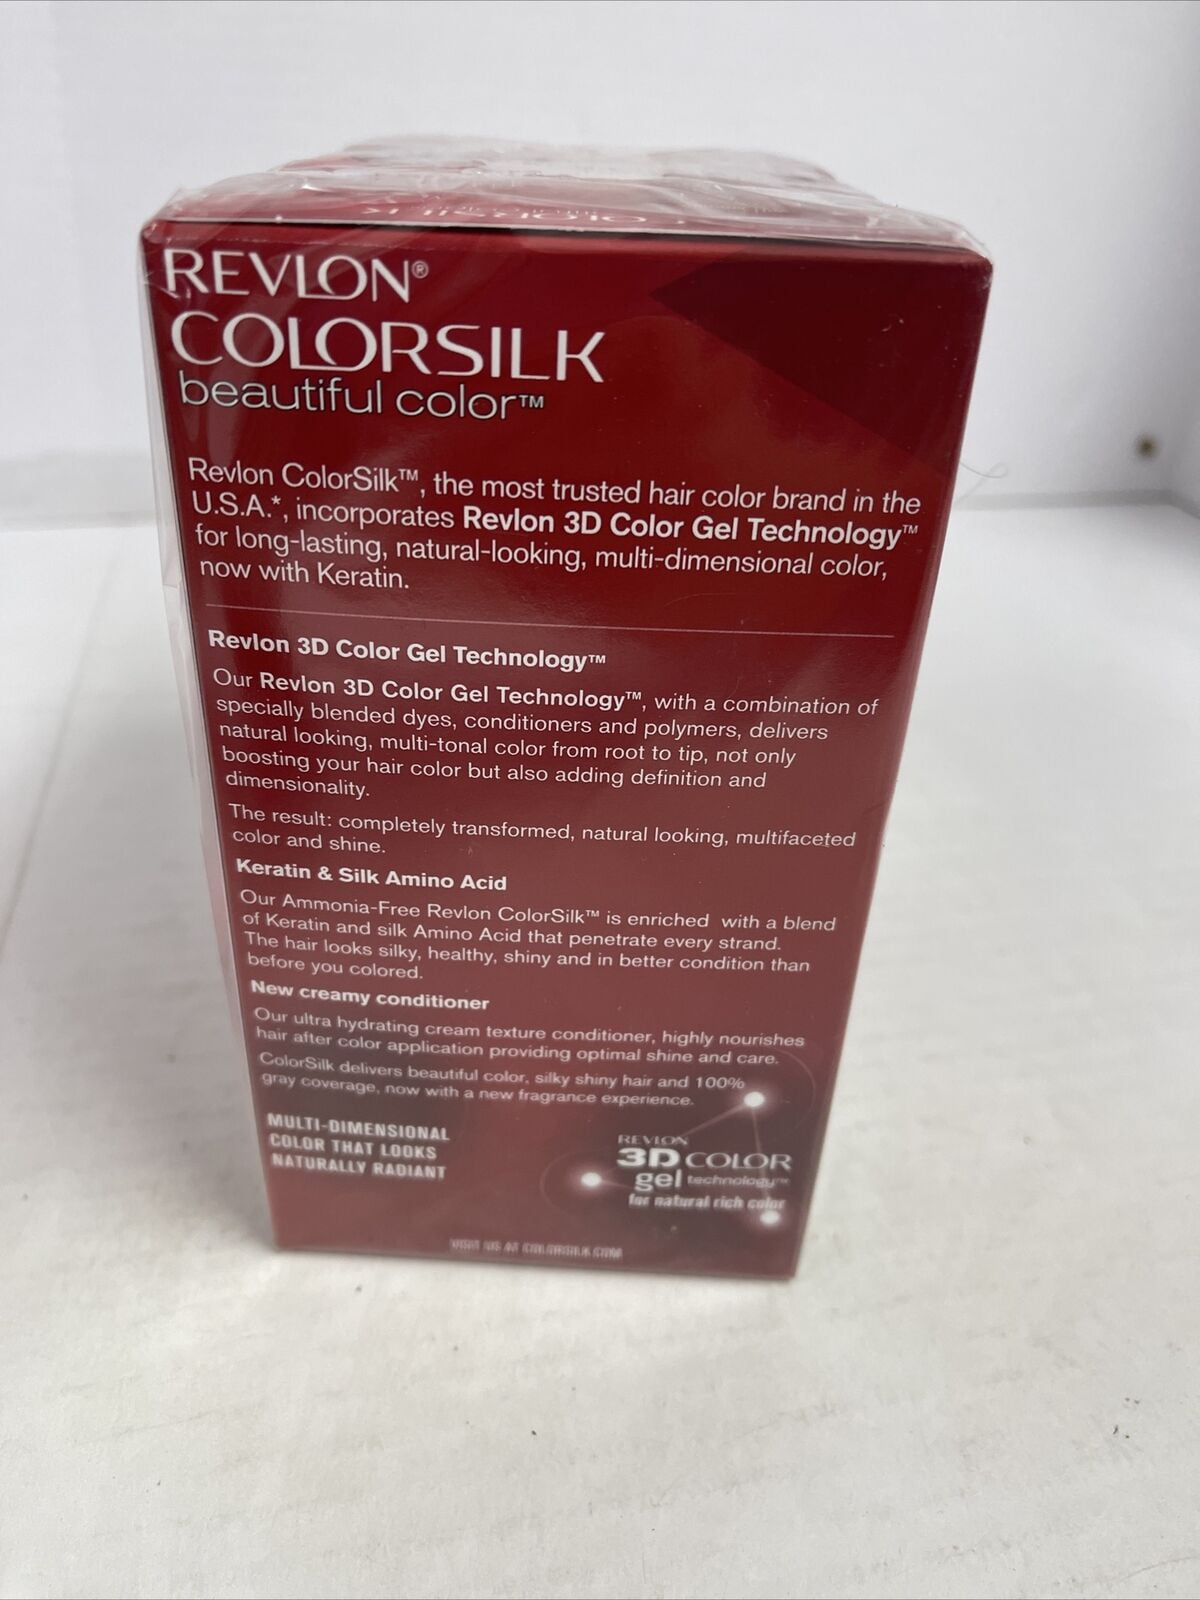 REVLON®
COLORSILK
beautiful color™
Revlon ColorSilk™, the most trusted hair color brand in the
U.S.A.*, incorporates Revlon 3D Color Gel Technology™
for long-lasting, natural-looking, multi-dimensional color,
now with Keratin.
Revlon 3D Color Gel Technology™
Our Revlon 3D Color Gel Technology™, with a combination of
specially blended dyes, conditioners and polymers, delivers
natural looking, multi-tonal color from root to tip, not only
boosting your hair color but also adding definition and
dimensionality.
The result: completely transformed, natural looking, multifaceted
color and shine.
Keratin & Silk Amino Acid
Our Ammonia-Free Revlon ColorSilk™ is enriched with a blend
of Keratin and silk Amino Acid that penetrate every strand.
The hair looks silky, healthy, shiny and in better condition than
before you colored.
New creamy conditioner
Our ultra hydrating cream texture conditioner, highly nourishes
hair after color application providing optimal shine and care.
ColorSilk delivers beautiful color, silky shiny hair and 100%
gray coverage, now with a new fragrance experience.
MULTI-DIMENSIONAL
COLOR THAT LOOKS
NATURALLY RADIANT
REVLON
3D COLOR
gel technology™
for natural rich color
VISIT US AT COLORSILK.COM